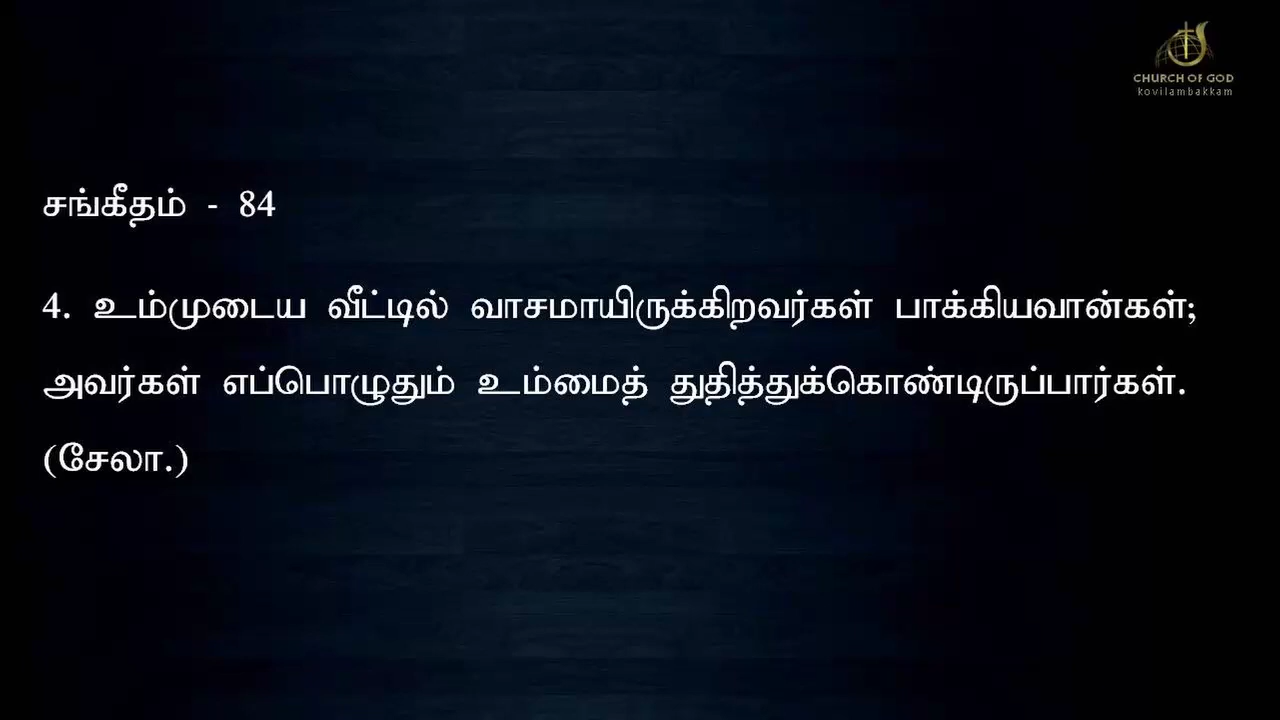 CHURCH OF GOD
kovilambakkam
சங்கீதம் - 84
4. உம்முடைய வீட்டில் வாசமாயிருக்கிறவர்கள் பாக்கியவான்கள்;
அவர்கள் எப்பொழுதும் உம்மைத் துதித்துக்கொண்டிருப்பார்கள்.
(சேலா.)